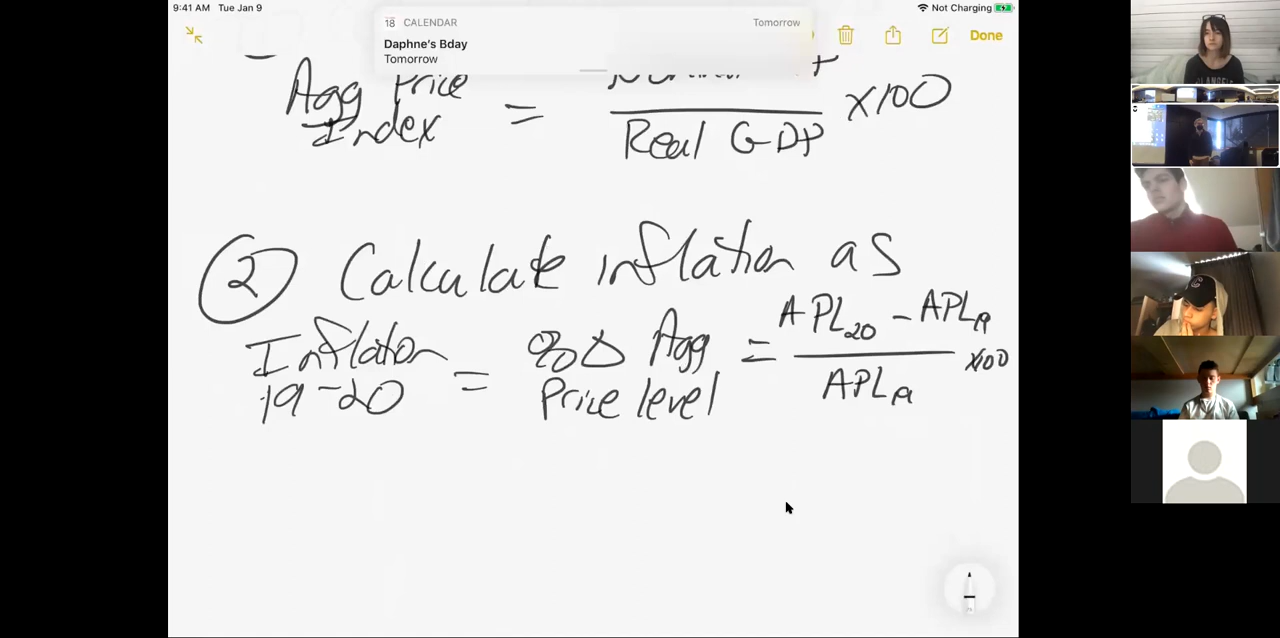 9:41 AM Tue Jan 9
Not Charging
18 CALENDAR
Tomorrow
Daphne's Bday
Tomorrow
Done
Agg Price
Index = Real GDP x100
② Calculate inflation as
Inflaton
19-20 = %Δ Agg
Price level = APL20 - APL19
APL19 x100